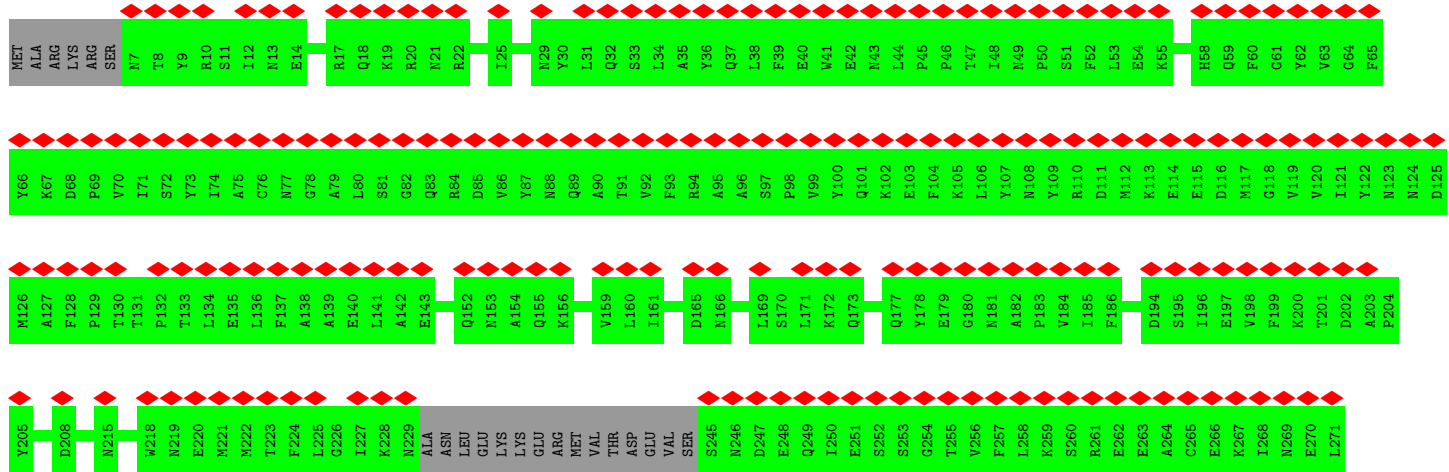 MET ALA ARG LYS ARG SER N7 T8 Y9 R10 S11 I12 N13 E14 R17 Q18 K19 R20 N21 R22 I25 N29 Y30 L31 Q32 S33 L34 A35 Y36 Q37 L38 F39 E40 W41 E42 N43 L44 P45 P46 T47 I48 N49 P50 S51 F52 L53 E54 K55 H58 Q59 F60 G61 Y62 V63 G64 F65
Y66 K67 D68 P69 V70 I71 S72 Y73 I74 A75 C76 N77 G78 A79 L80 S81 G82 Q83 R84 D85 V86 Y87 N88 Q89 A90 T91 V92 F93 R94 A95 A96 S97 P98 V99 Y100 Q101 K102 E103 F104 K105 L106 Y107 N108 Y109 R110 D111 M112 K113 E114 E115 D116 M117 G118 V119 V120 I121 Y122 N123 N124 D125
M126 A127 F128 P129 T130 T131 P132 T133 L134 E135 L136 F137 A138 A139 E140 L141 A142 E143 Q152 N153 A154 Q155 K156 V159 L160 I161 D165 N166 L169 S170 L171 K172 Q173 Q177 Y178 E179 G180 N181 A182 P183 V184 I185 F186 D194 S195 I196 E197 V198 F199 K200 T201 D202 A203 P204
Y205 D208 N215 W218 N219 E220 M221 M222 T223 F224 L225 G226 I227 K228 N229 ALA ASN LEU GLU LYS LYS GLU ARG MET VAL THR ASP GLU VAL SER S245 N246 D247 E248 Q249 I250 E251 S252 S253 G254 T255 V256 F257 L258 K259 S260 R261 E262 E263 A264 C265 E266 K267 I268 N269 E270 L271